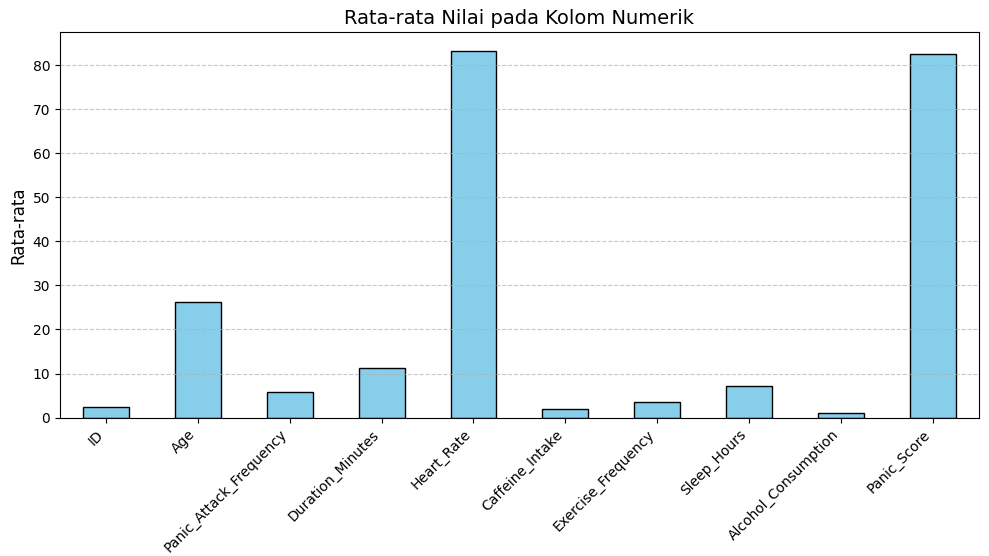 Rata-rata Nilai pada Kolom Numerik
Rata-rata
80
70
60
50
40
30
20
10
0
ID
Age
Panic_Attack_Frequency
Duration_Minutes
Heart_Rate
Caffeine_Intake
Exercise_Frequency
Sleep_Hours
Alcohol_Consumption
Panic_Score